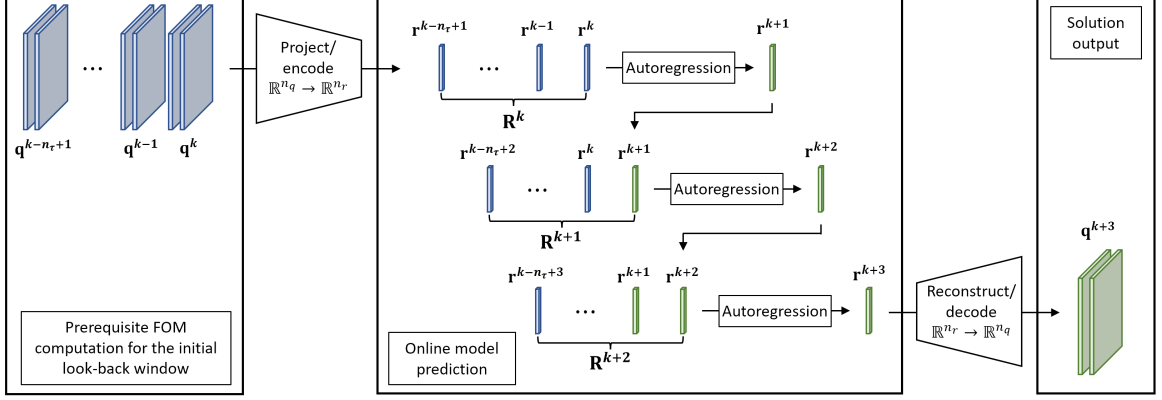 q^{k-n_τ+1}
...
q^{k-1}
q^k
Prerequisite FOM
computation for the initial
look-back window
Project/
encode
ℝ^{n_q} → ℝ^{n_r}
r^{k-n_τ+1}
...
r^{k-1}
r^k
Autoregression
r^{k+1}
R^k
r^{k-n_τ+2}
...
r^k
r^{k+1}
Autoregression
r^{k+2}
R^{k+1}
r^{k-n_τ+3}
...
r^{k+1}
r^{k+2}
Autoregression
r^{k+3}
R^{k+2}
Online model
prediction
Reconstruct/
decode
ℝ^{n_r} → ℝ^{n_q}
Solution
output
q^{k+3}